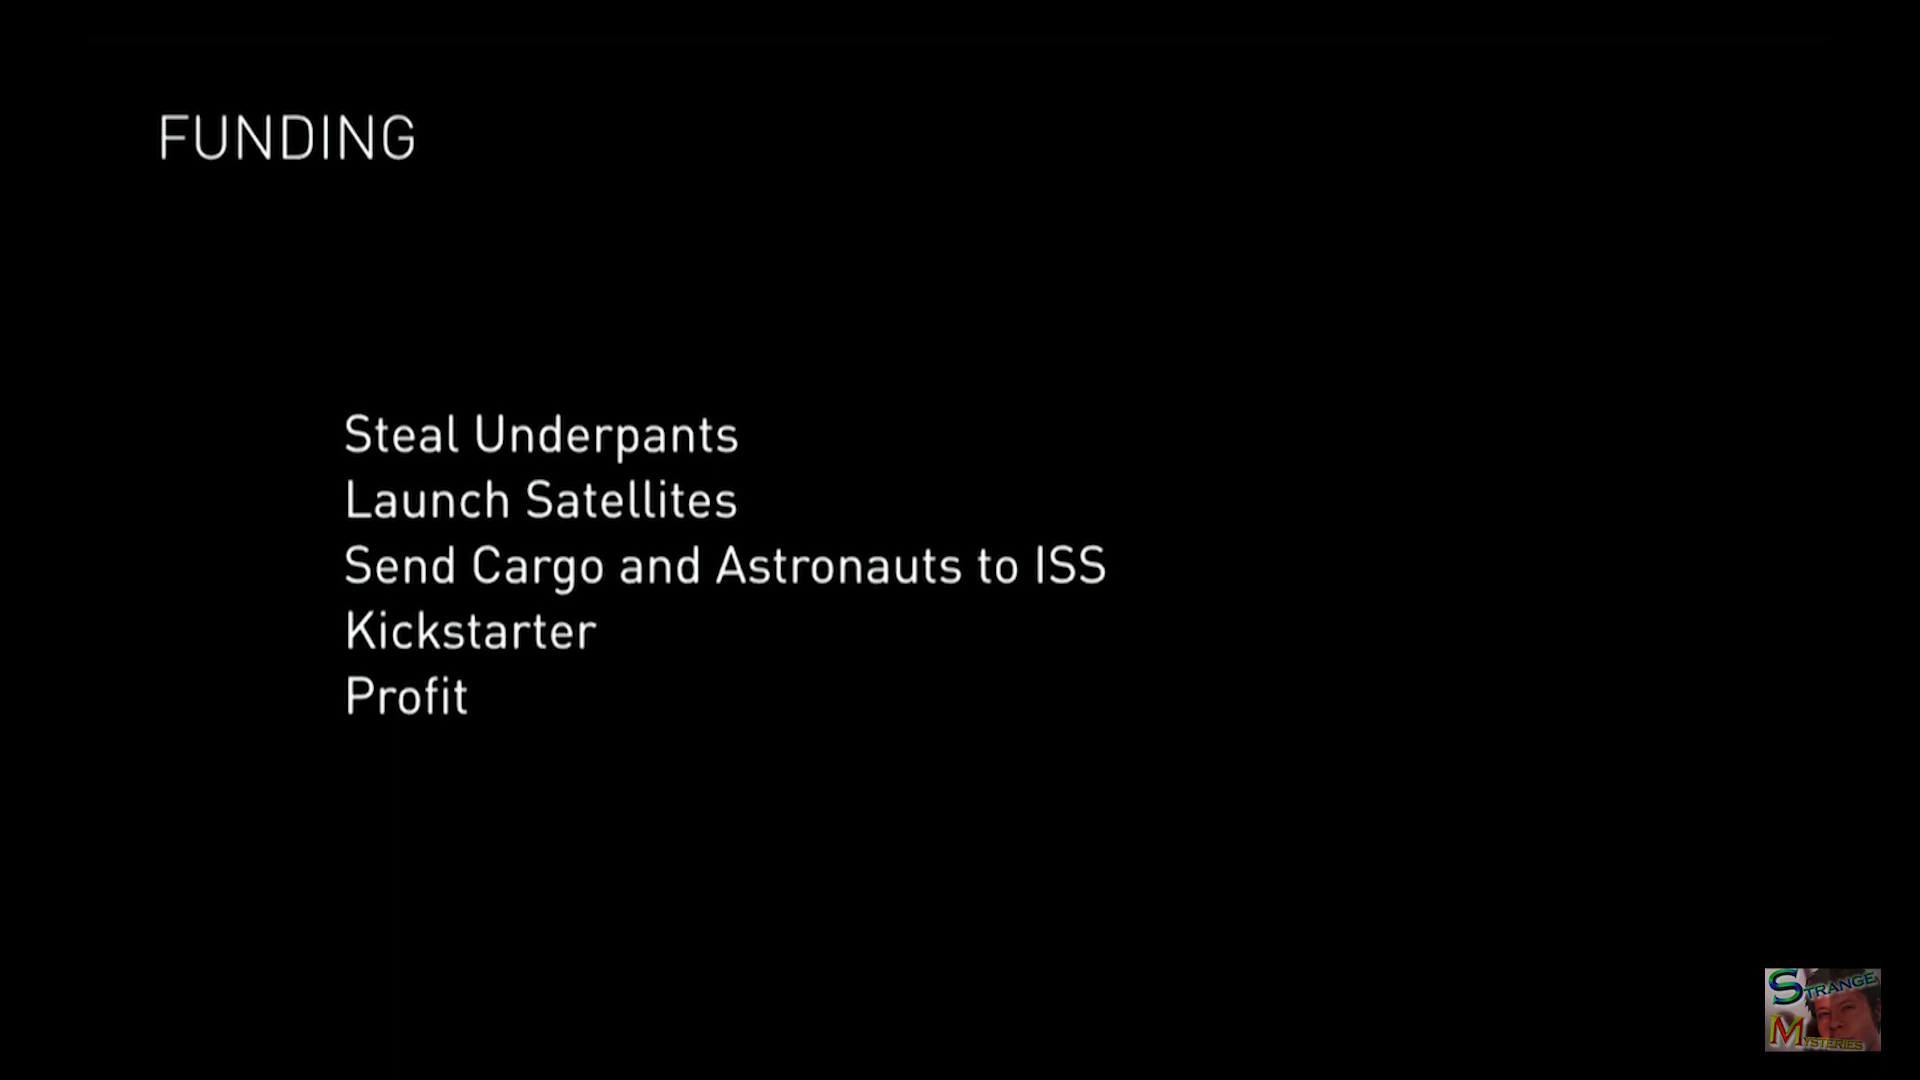 FUNDING
Steal Underpants
Launch Satellites
Send Cargo and Astronauts to ISS
Kickstarter
Profit
STRANGE
MYSTERIES